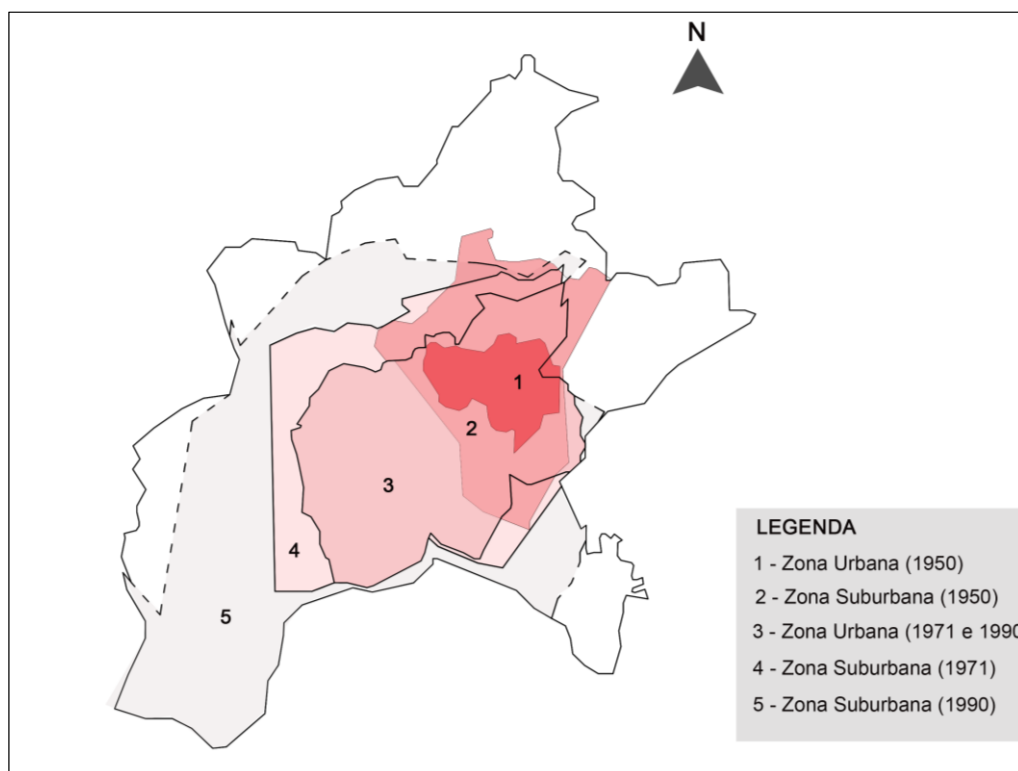 N
1
2
3
4
5
LEGENDA
1 - Zona Urbana (1950)
2 - Zona Suburbana (1950)
3 - Zona Urbana (1971 e 1990
4 - Zona Suburbana (1971)
5 - Zona Suburbana (1990)